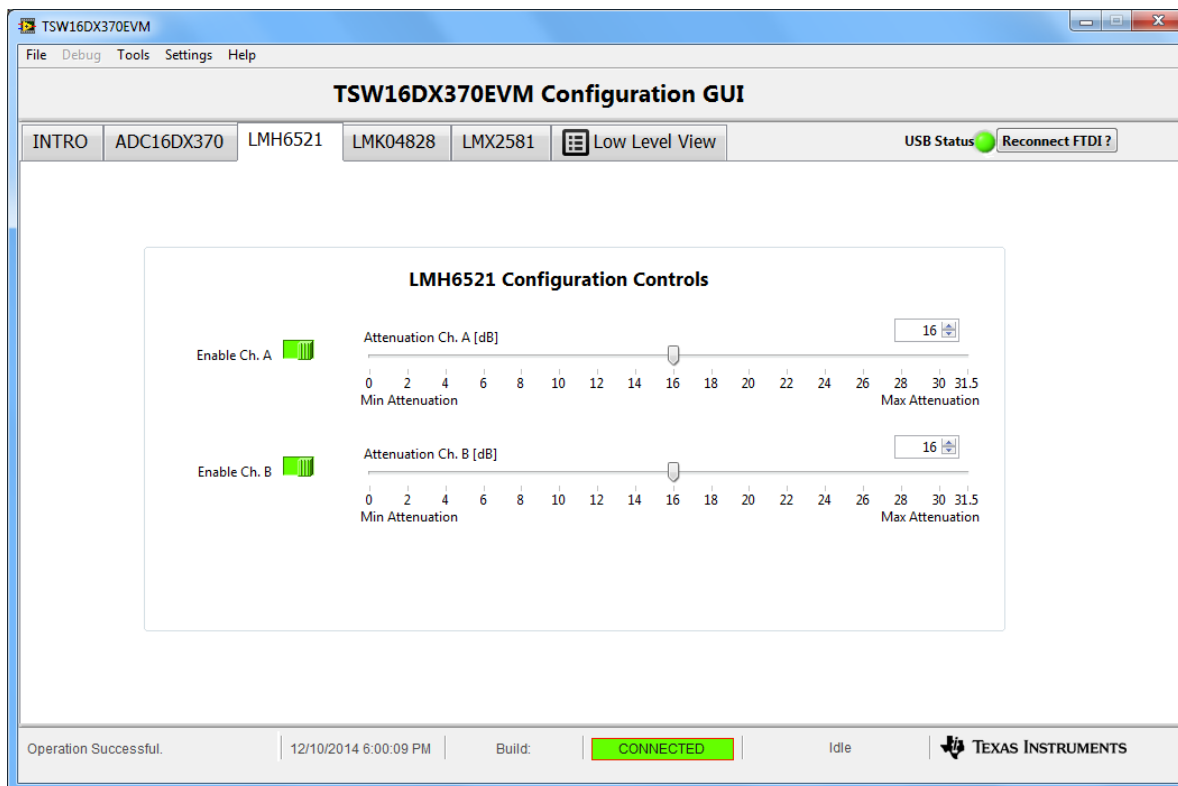 TSW16DX370EVM
File Debug Tools Settings Help
TSW16DX370EVM Configuration GUI
INTRO ADC16DX370 LMH6521 LMK04828 LMX2581 Low Level View USB Status Reconnect FTDI ?
LMH6521 Configuration Controls
Enable Ch. A Attenuation Ch. A [dB] 16
0 2 4 6 8 10 12 14 16 18 20 22 24 26 28 30 31.5
Min Attenuation Max Attenuation
Enable Ch. B Attenuation Ch. B [dB] 16
0 2 4 6 8 10 12 14 16 18 20 22 24 26 28 30 31.5
Min Attenuation Max Attenuation
Operation Successful. 12/10/2014 6:00:09 PM Build: CONNECTED Idle TEXAS INSTRUMENTS